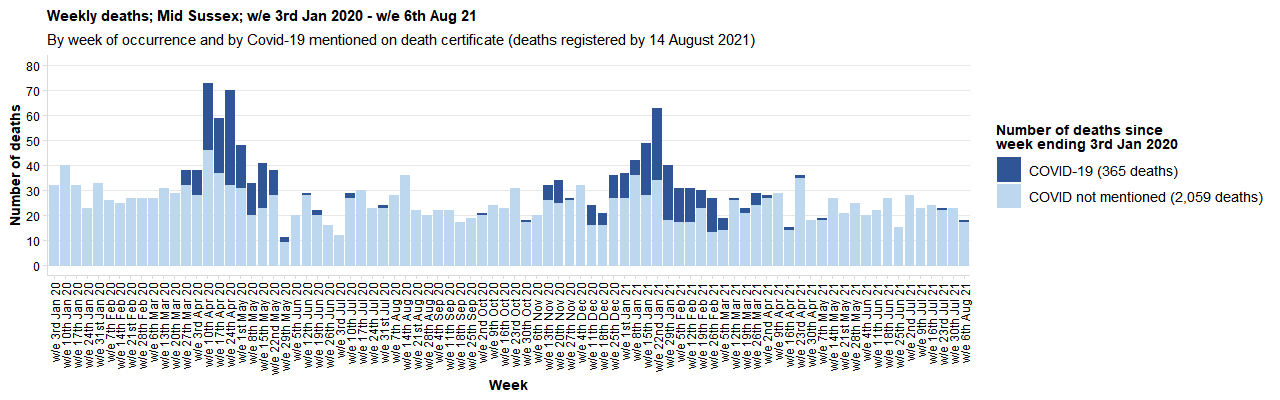 Weekly deaths; Mid Sussex; w/e 3rd Jan 2020 - w/e 6th Aug 21
By week of occurrence and by Covid-19 mentioned on death certificate (deaths registered by 14 August 2021)
Number of deaths
80
70
60
50
40
30
20
10
0
w/e 3rd Jan 20
w/e 10th Jan 20
w/e 17th Jan 20
w/e 24th Jan 20
w/e 31st Jan 20
w/e 7th Feb 20
w/e 14th Feb 20
w/e 21st Feb 20
w/e 28th Feb 20
w/e 6th Mar 20
w/e 13th Mar 20
w/e 20th Mar 20
w/e 27th Mar 20
w/e 3rd Apr 20
w/e 10th Apr 20
w/e 17th Apr 20
w/e 24th Apr 20
w/e 1st May 20
w/e 8th May 20
w/e 15th May 20
w/e 22nd May 20
w/e 29th May 20
w/e 5th Jun 20
w/e 12th Jun 20
w/e 19th Jun 20
w/e 26th Jun 20
w/e 3rd Jul 20
w/e 10th Jul 20
w/e 17th Jul 20
w/e 24th Jul 20
w/e 31st Jul 20
w/e 7th Aug 20
w/e 14th Aug 20
w/e 21st Aug 20
w/e 28th Aug 20
w/e 4th Sep 20
w/e 11th Sep 20
w/e 18th Sep 20
w/e 25th Sep 20
w/e 2nd Oct 20
w/e 9th Oct 20
w/e 16th Oct 20
w/e 23rd Oct 20
w/e 30th Oct 20
w/e 6th Nov 20
w/e 13th Nov 20
w/e 20th Nov 20
w/e 27th Nov 20
w/e 4th Dec 20
w/e 11th Dec 20
w/e 18th Dec 20
w/e 25th Dec 20
w/e 1st Jan 21
w/e 8th Jan 21
w/e 15th Jan 21
w/e 22nd Jan 21
w/e 29th Jan 21
w/e 5th Feb 21
w/e 12th Feb 21
w/e 19th Feb 21
w/e 26th Feb 21
w/e 5th Mar 21
w/e 12th Mar 21
w/e 19th Mar 21
w/e 26th Mar 21
w/e 2nd Apr 21
w/e 9th Apr 21
w/e 16th Apr 21
w/e 23rd Apr 21
w/e 30th Apr 21
w/e 7th May 21
w/e 14th May 21
w/e 21st May 21
w/e 28th May 21
w/e 4th Jun 21
w/e 11th Jun 21
w/e 18th Jun 21
w/e 25th Jun 21
w/e 2nd Jul 21
w/e 9th Jul 21
w/e 16th Jul 21
w/e 23rd Jul 21
w/e 30th Jul 21
w/e 6th Aug 21
Week
Number of deaths since
week ending 3rd Jan 2020
COVID-19 (365 deaths)
COVID not mentioned (2,059 deaths)